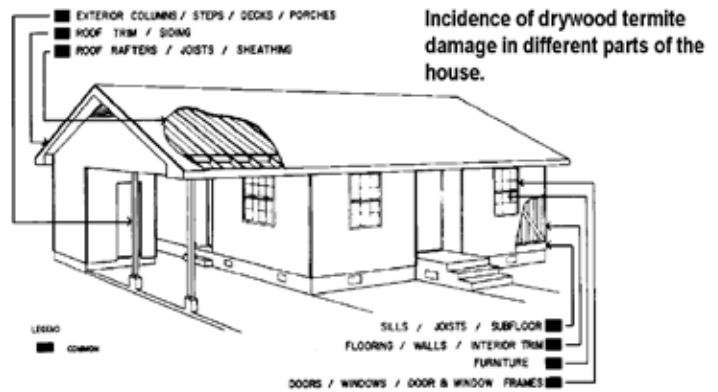 EXTERIOR COLUMNS / STEPS / DECKS / PORCHES
ROOF TRIM / SIDING
ROOF RAFTERS / JOISTS / SHEATHING
Incidence of drywood termite
damage in different parts of the
house.
LEGEND
COMMON
SILLS / JOISTS / SUBFLOOR
FLOORING / WALLS / INTERIOR TRIM
FURNITURE
DOORS / WINDOWS / DOOR & WINDOW FRAMES